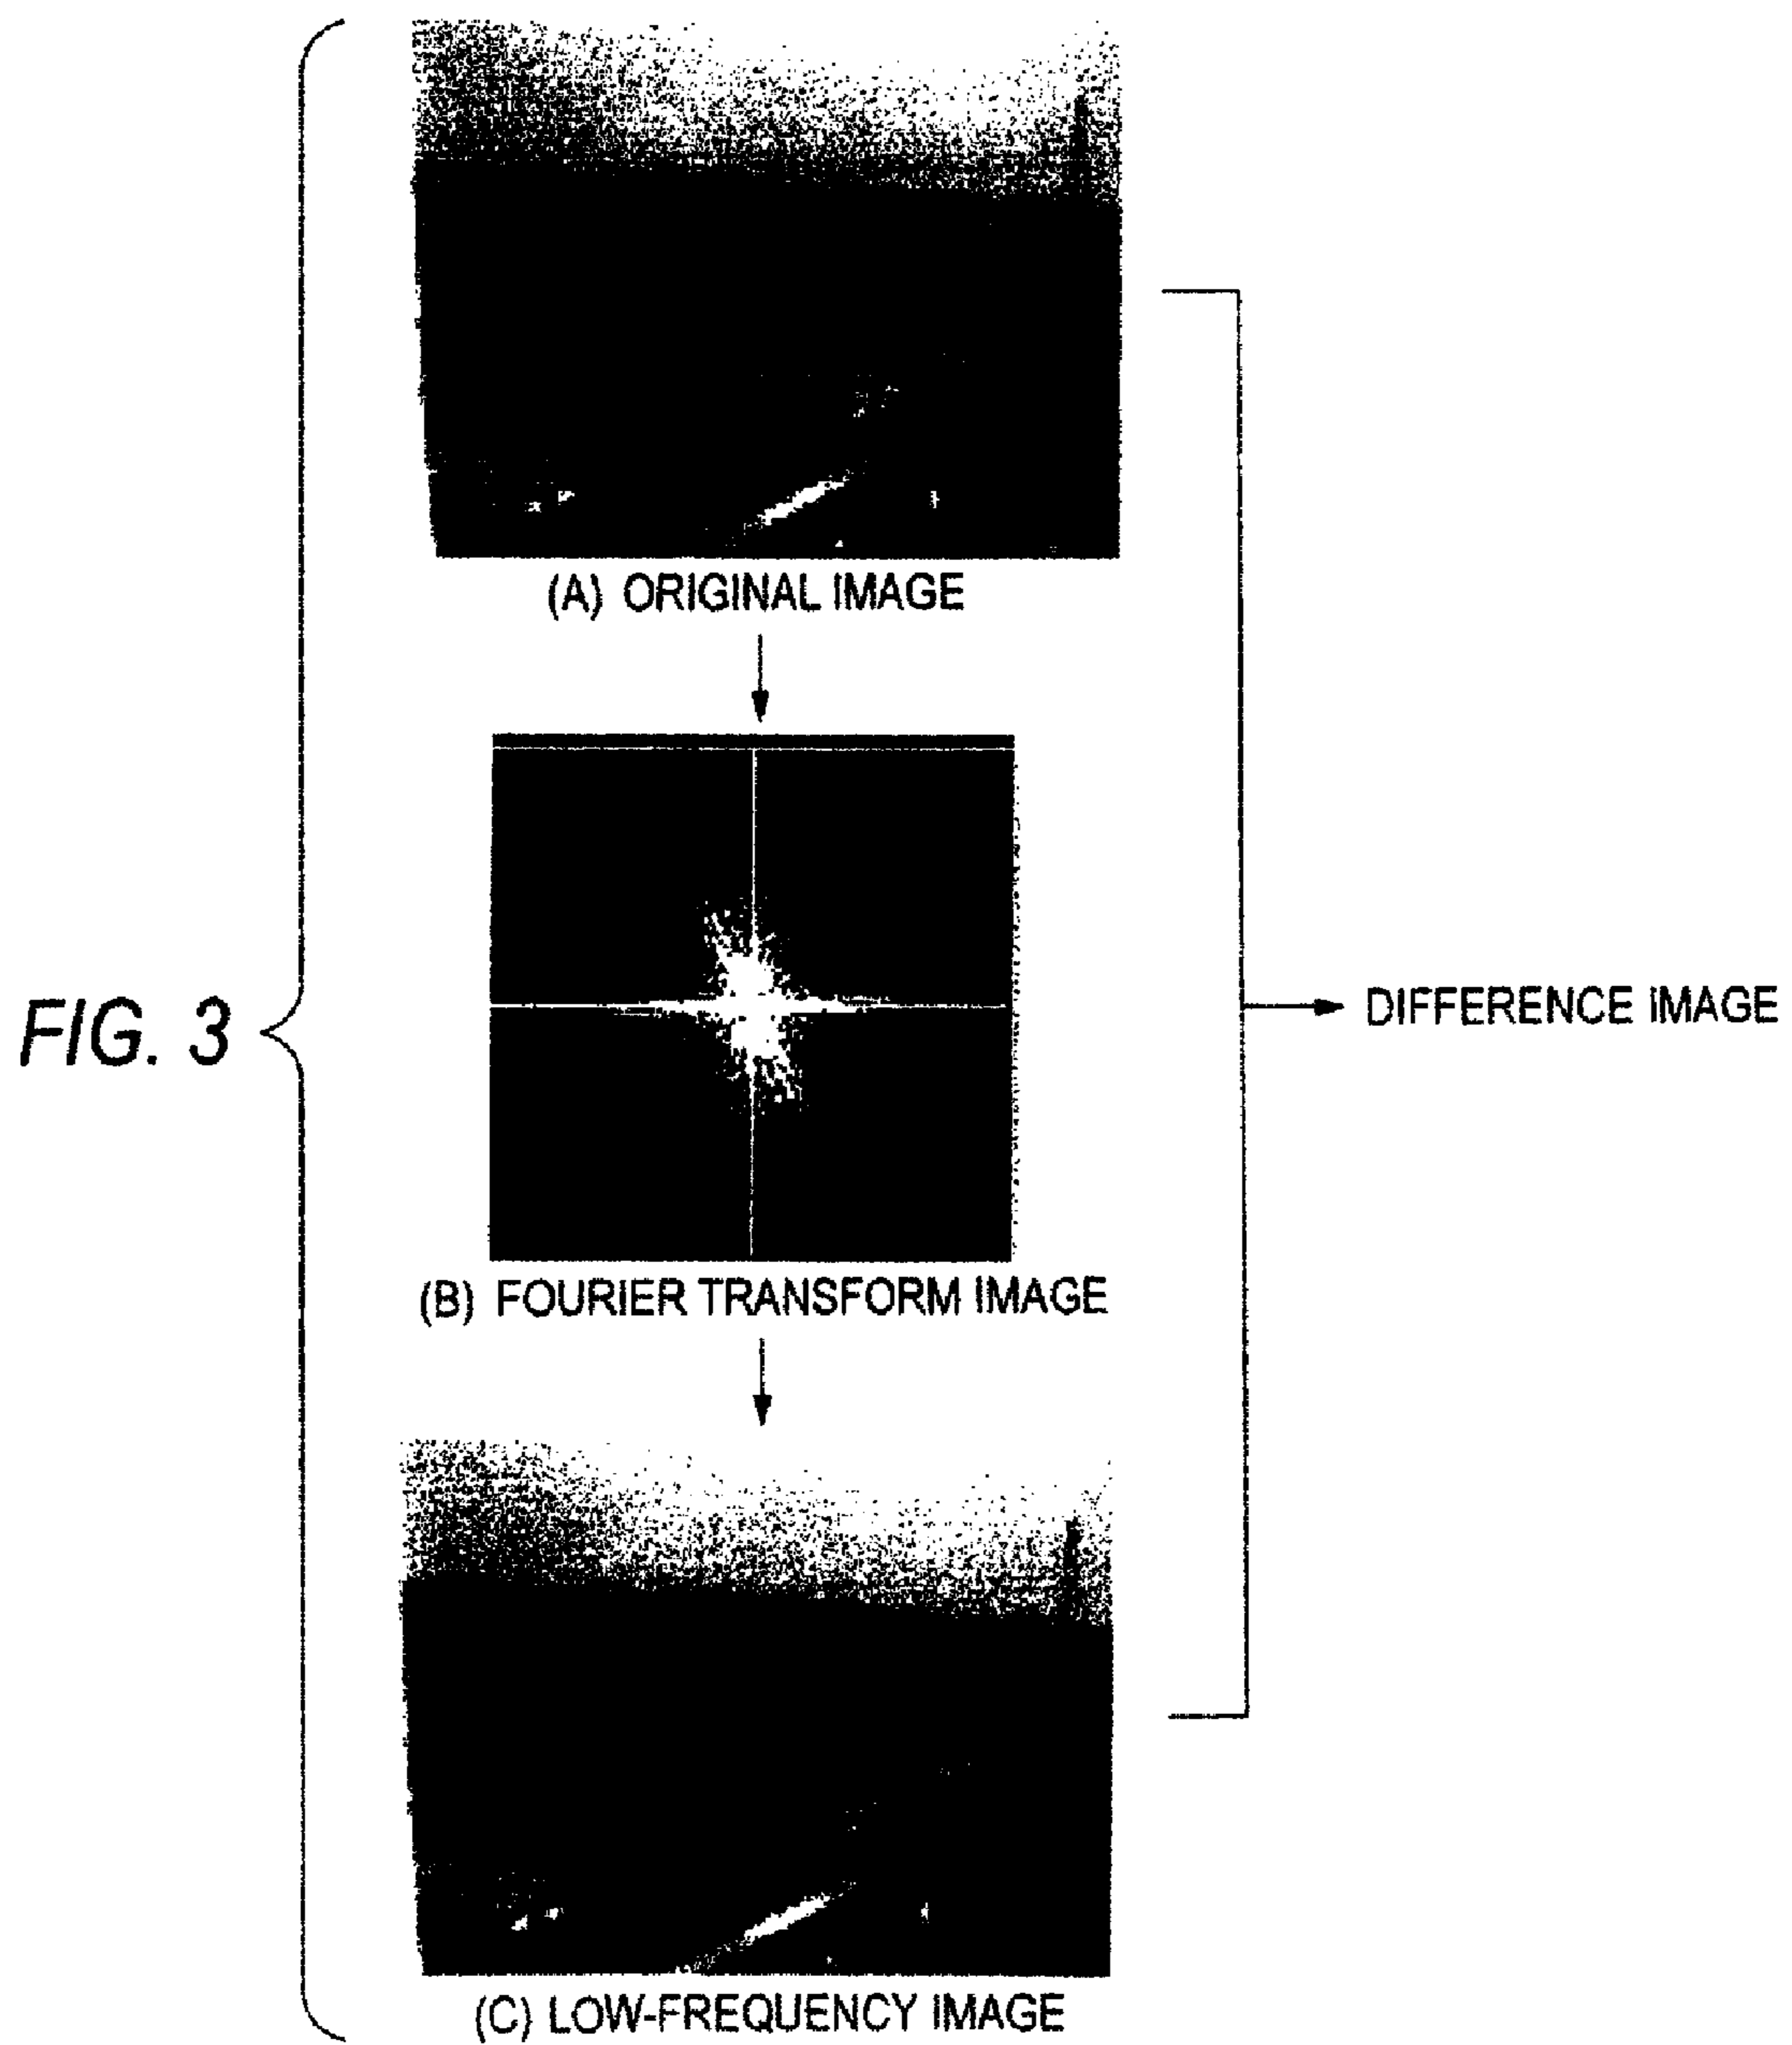 (A) ORIGINAL IMAGE
FIG. 3
DIFFERENCE IMAGE
(B) FOURIER TRANSFORM IMAGE
(C) LOW-FREQUENCY IMAGE